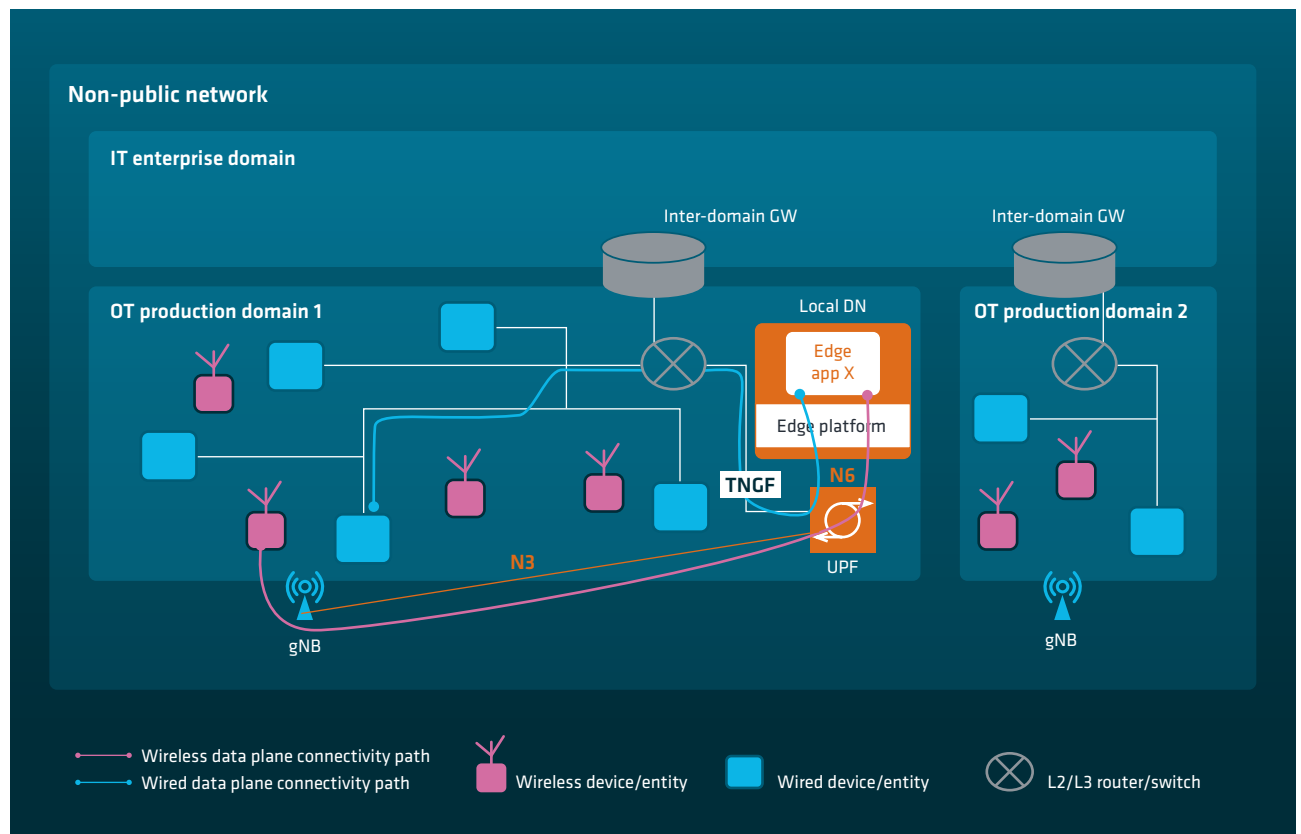 Non-public network
IT enterprise domain
Inter-domain GW
Inter-domain GW
OT production domain 1
Local DN
OT production domain 2
Edge
app X
Edge platform
TNGF
N6
N3
UPF
gNB
gNB
Wireless data plane connectivity path
Wired data plane connectivity path
Wireless device/entity
Wired device/entity
L2/L3 router/switch